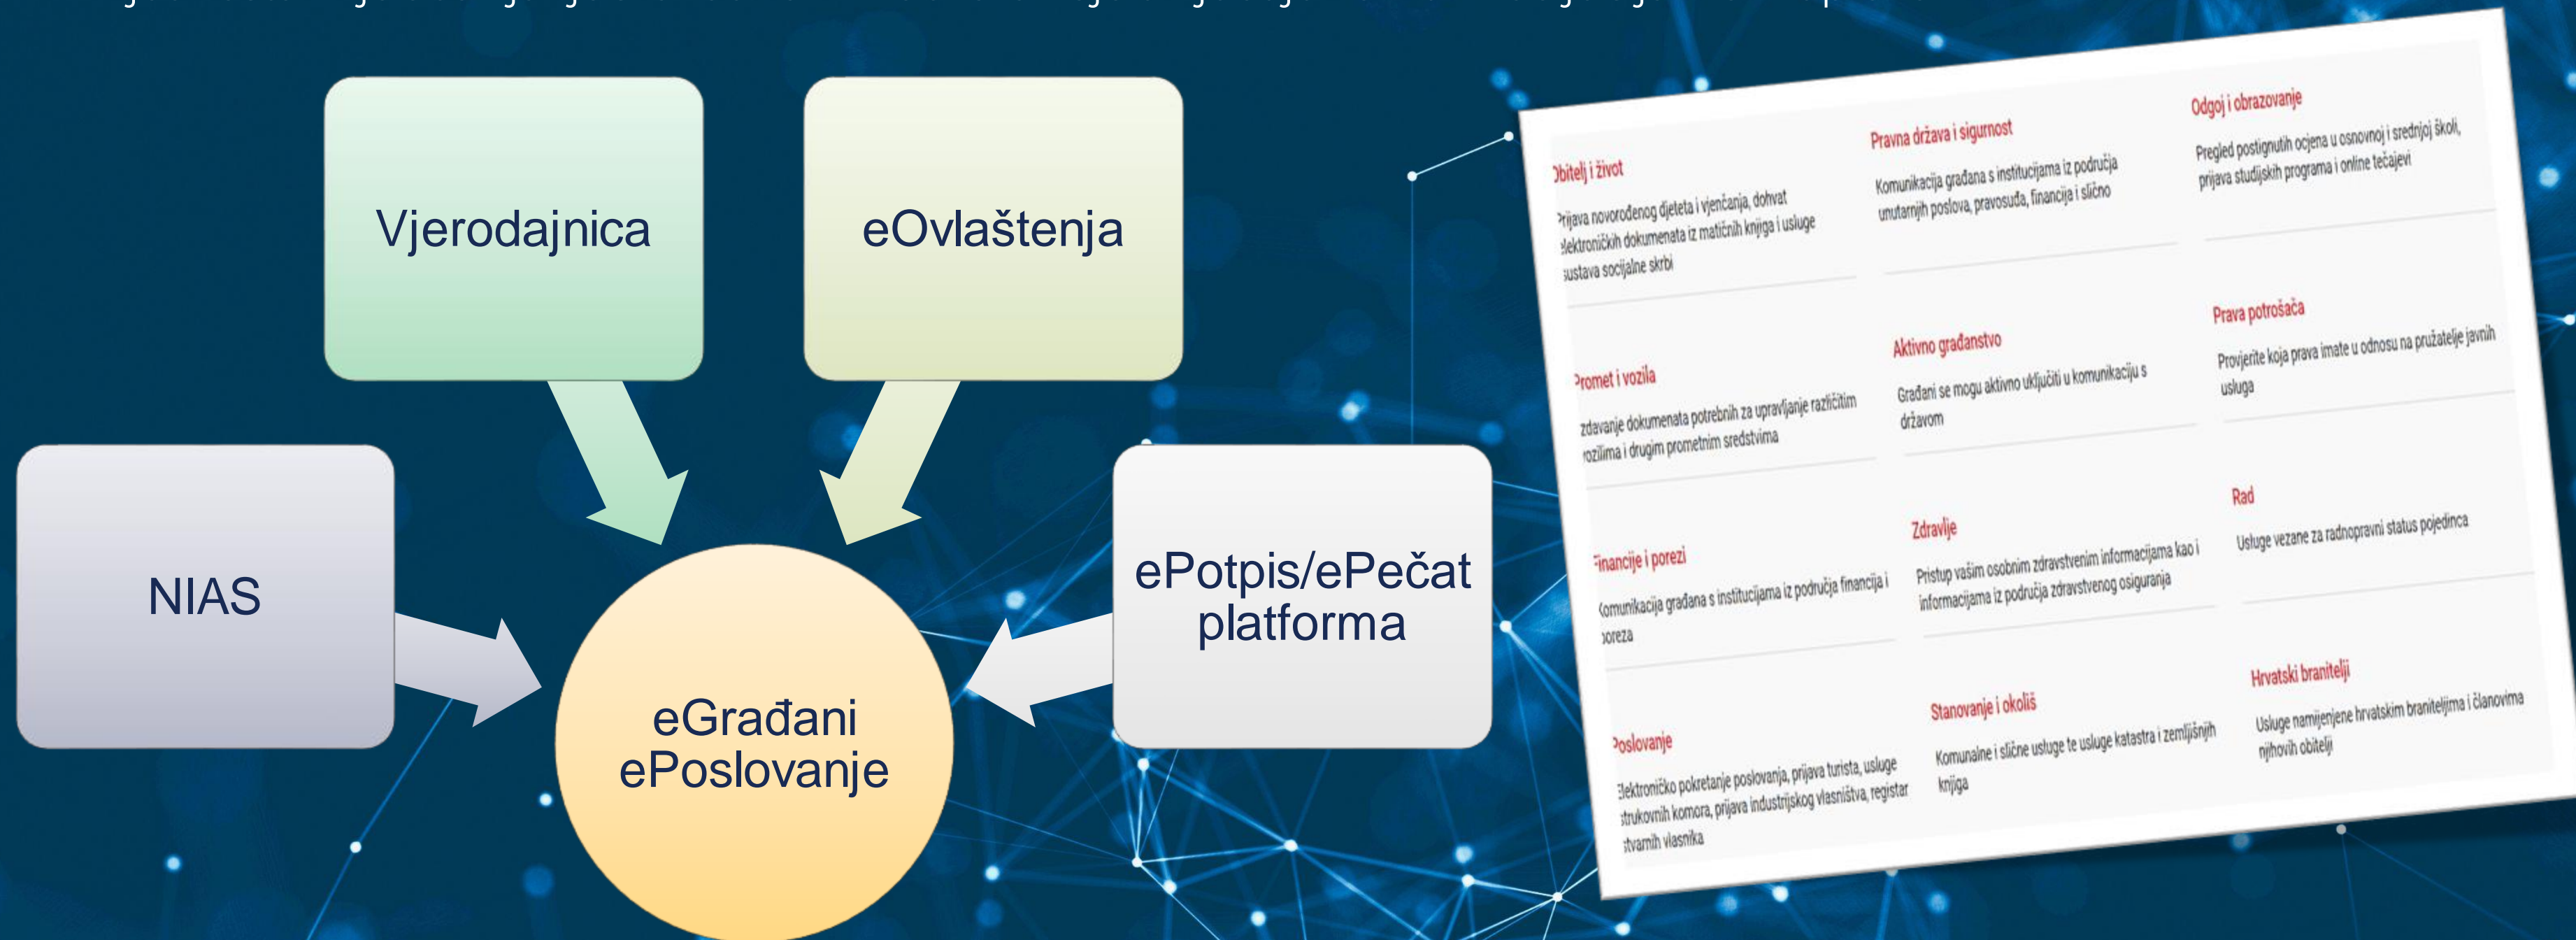 Vjerodajnica
eOvlaštenja
NIAS
ePotpis/ePečat
platforma
eGrađani
ePoslovanje
Obitelj i život
Prijava novorođenog djeteta i vjenčanja, dohvat
elektroničkih dokumenata iz matičnih knjiga i usluge
sustava socijalne skrbi
Pravna država i sigurnost
Komunikacija građana s institucijama iz područja
unutarnjih poslova, pravosuđa, financija i slično
Odgoj i obrazovanje
Pregled postignutih ocjena u osnovnoj i srednjoj školi,
prijava studijskih programa i online tečajevi
Promet i vozila
Izdavanje dokumenata potrebnih za upravljanje različitim
vozilima i drugim prometnim sredstvima
Aktivno građanstvo
Građani se mogu aktivno uključiti u komunikaciju s
državom
Prava potrošača
Provjerite koja prava imate u odnosu na pružatelje javnih
usluga
Financije i porezi
Komunikacija građana s institucijama iz područja financija i
poreza
Zdravlje
Pristup vašim osobnim zdravstvenim informacijama kao i
informacijama iz područja zdravstvenog osiguranja
Rad
Usluge vezane za radnopravni status pojedinca
Poslovanje
Elektroničko pokretanje poslovanja, prijava turista, usluge
strukovnih komora, prijava industrijskog vlasništva, registar
stvarnih vlasnika
Stanovanje i okoliš
Komunalne i slične usluge te usluge katastra i zemljišnjih
knjiga
Hrvatski branitelji
Usluge namijenjene hrvatskim braniteljima i članovima
njihovih obitelji